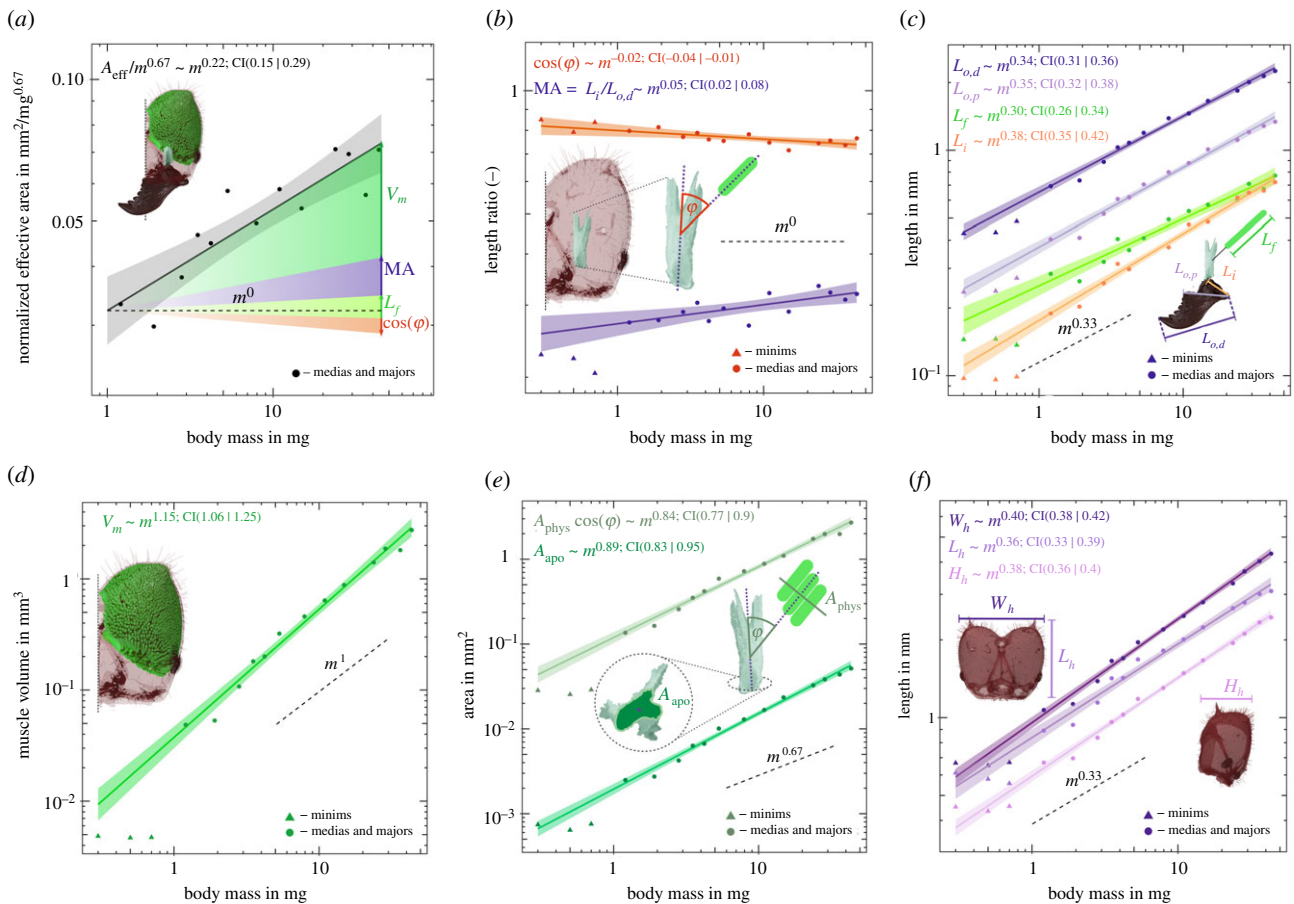 (a)
A_eff/m^0.67 ~ m^0.22; CI(0.15 | 0.29)
0.10
0.05
normalized effective area in mm²/mg^0.67
V_m
MA
L_f
cos(φ)
m^0
– medias and majors
1
10
body mass in mg
(b)
cos(φ) ~ m^−0.02; CI(−0.04 | −0.01)
MA = L_i/L_o,d ~ m^0.05; CI(0.02 | 0.08)
1
length ratio (–)
φ
m^0
– minims
– medias and majors
1
10
body mass in mg
(c)
L_o,d ~ m^0.34; CI(0.31 | 0.36)
L_o,p ~ m^0.35; CI(0.32 | 0.38)
L_f ~ m^0.30; CI(0.26 | 0.34)
L_i ~ m^0.38; CI(0.35 | 0.42)
1
10^−1
length in mm
L_f
L_o,p
L_i
L_o,d
m^0.33
– minims
– medias and majors
1
10
body mass in mg
(d)
V_m ~ m^1.15; CI(1.06 | 1.25)
1
10^−1
10^−2
muscle volume in mm³
m^1
– minims
– medias and majors
1
10
body mass in mg
(e)
A_phys cos(φ) ~ m^0.84; CI(0.77 | 0.9)
A_apo ~ m^0.89; CI(0.83 | 0.95)
1
10^−1
10^−2
10^−3
area in mm²
A_phys
φ
A_apo
m^0.67
– minims
– medias and majors
1
10
body mass in mg
(f)
W_h ~ m^0.40; CI(0.38 | 0.42)
L_h ~ m^0.36; CI(0.33 | 0.39)
H_h ~ m^0.38; CI(0.36 | 0.4)
1
length in mm
W_h
L_h
H_h
m^0.33
– minims
– medias and majors
1
10
body mass in mg